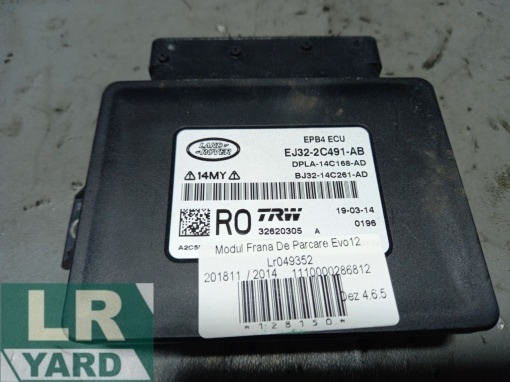 LAND
ROVER
EPB4 ECU
EJ32-2C491-AB
DPLA-14C168-AD
14MY
BJ32-14C261-AD
RO TRW
19-03-14
32620305 A
0196
Modul Frana De Parcare Evo12
Lr049352
201811 / 2014 1110000286812
Dez 4.6.5
*128150*
LR
YARD